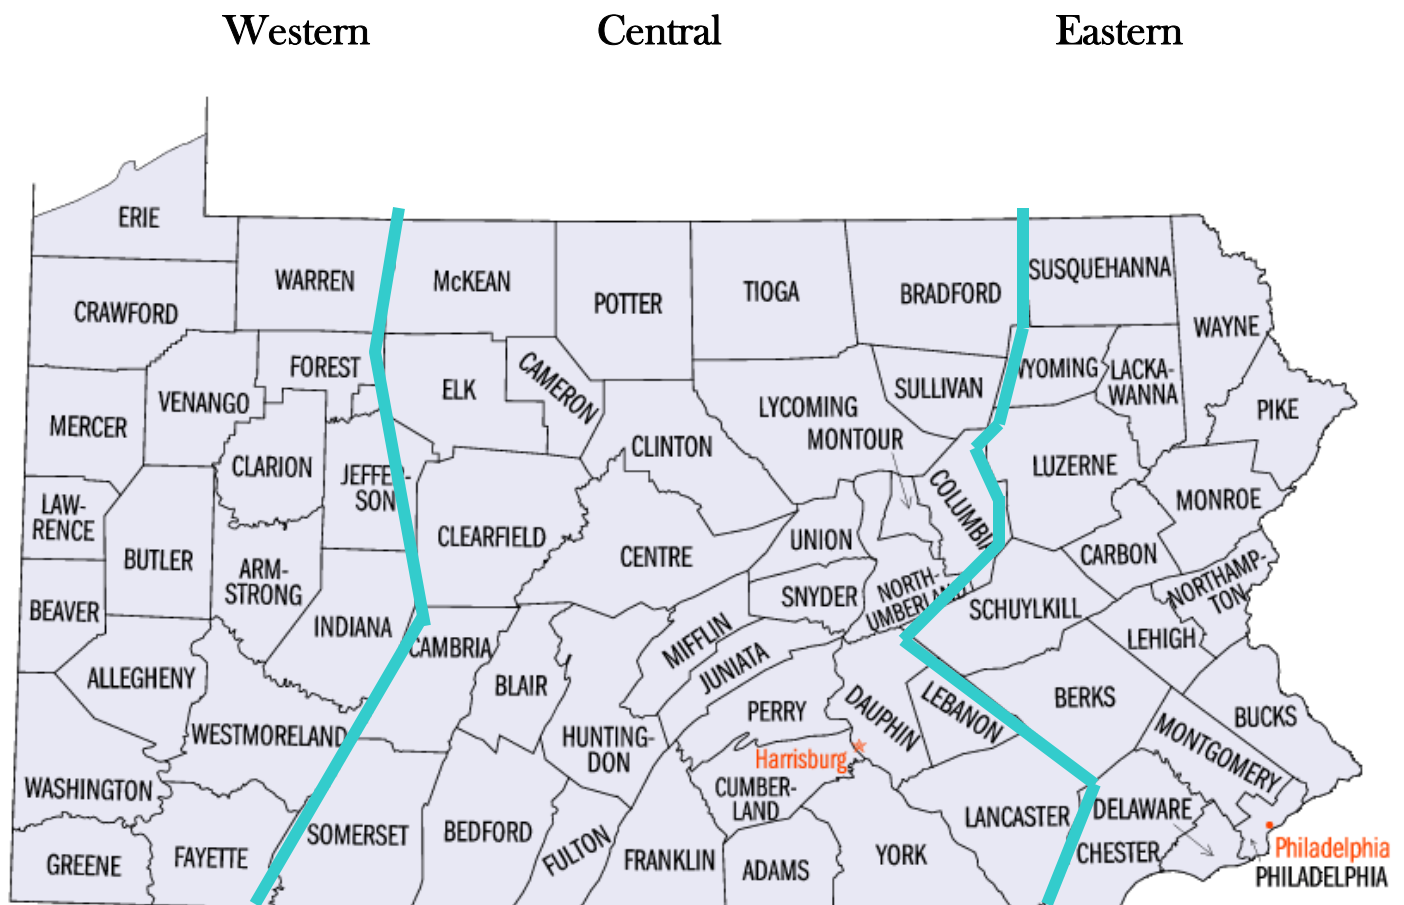 Western Central Eastern
ERIE
SUSQUEHANNA
WARREN
McKEAN
TIOGA
BRADFORD
POTTER
CRAWFORD
WAYNE
FOREST
WYOMING
ELK
CAMERON
SULLIVAN
LACKA-
WANNA
VENANGO
LYCOMING
PIKE
MERCER
MONTOUR
CLINTON
CLARION
JEFFER-
SON
LUZERNE
COLUMBIA
MONROE
LAW-
RENCE
CLEARFIELD
UNION
CENTRE
CARBON
BUTLER
ARM-
STRONG
NORTHAMP-
TON
NORTH-
UMBERLAND
SNYDER
BEAVER
SCHUYLKILL
INDIANA
MIFFLIN
LEHIGH
CAMBRIA
JUNIATA
ALLEGHENY
BLAIR
BERKS
PERRY
DAUPHIN
LEBANON
BUCKS
WESTMORELAND
HUNTING-
DON
MONTGOMERY
Harrisburg
WASHINGTON
CUMBER-
LAND
LANCASTER
DELAWARE
SOMERSET
BEDFORD
FULTON
Philadelphia
PHILADELPHIA
GREENE
FAYETTE
FRANKLIN
ADAMS
YORK
CHESTER